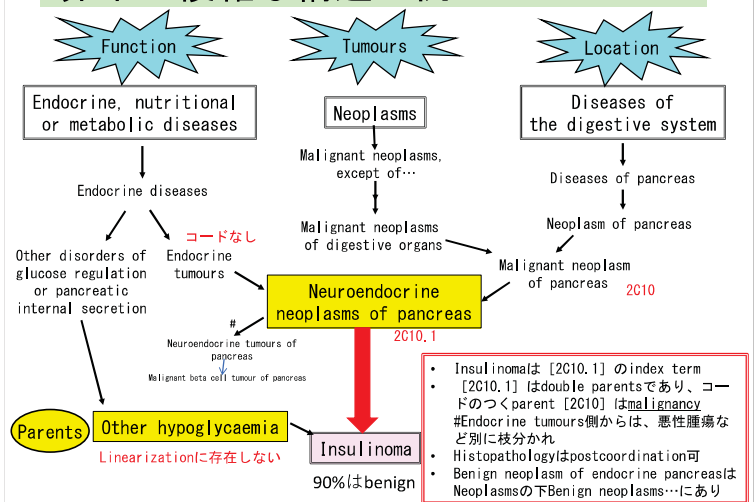 Function
Tumours
Location
Endocrine, nutritional
or metabolic diseases
Neoplasms
Diseases of
the digestive system
Malignant neoplasms,
except of…
Diseases of pancreas
Endocrine diseases
Neoplasm of pancreas
Malignant neoplasms
of digestive organs
コードなし
Other disorders of
glucose regulation
or pancreatic
internal secretion
Endocrine
tumours
Malignant neoplasm
of pancreas
2C10
Neuroendocrine
neoplasms of pancreas
2C10.1
#
Neuroendocrine tumours of
pancreas
Malignant beta cell tumour of pancreas
Parents
Other hypoglycaemia
Linearizationに存在しない
Insulinoma
90%はbenign
• Insulinomaは [2C10.1] のindex term
• [2C10.1] はdouble parentsであり、コー
ドのつくparent [2C10] はmalignancy
#Endocrine tumours側からは、悪性腫瘍な
ど別に枝分かれ
• Histopathologyはpostcoordination可
• Benign neoplasm of endocrine pancreasは
Neoplasmsの下Benign neoplasms…にあり